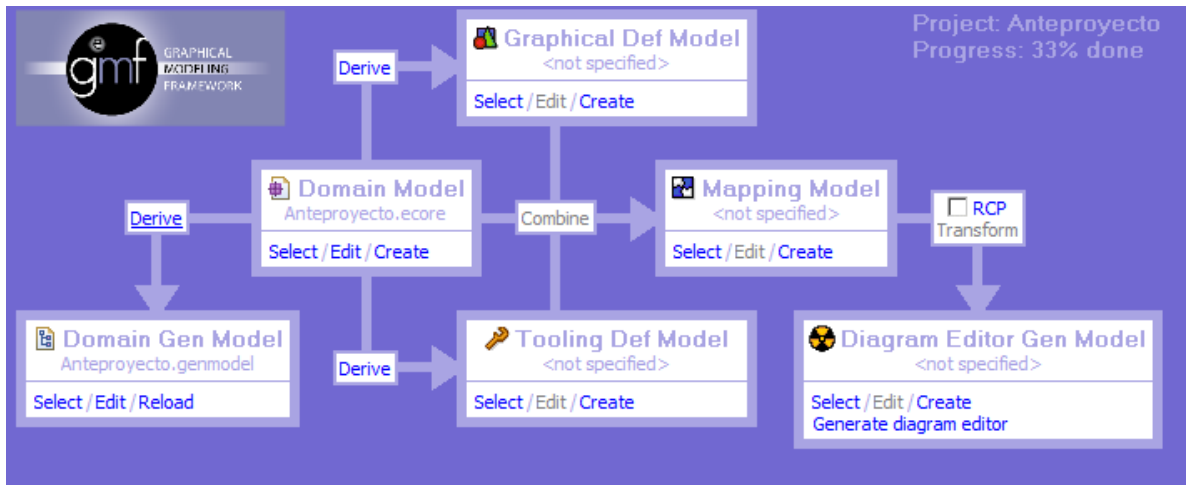 gmf
GRAPHICAL
MODELING
FRAMEWORK
Project: Anteproyecto
Progress: 33% done
Derive
Graphical Def Model
<not specified>
Select / Edit / Create
Derive
Domain Model
Anteproyecto.ecore
Select / Edit / Create
Combine
Mapping Model
<not specified>
Select / Edit / Create
RCP
Transform
Domain Gen Model
Anteproyecto.genmodel
Select / Edit / Reload
Derive
Tooling Def Model
<not specified>
Select / Edit / Create
Diagram Editor Gen Model
<not specified>
Select / Edit / Create
Generate diagram editor